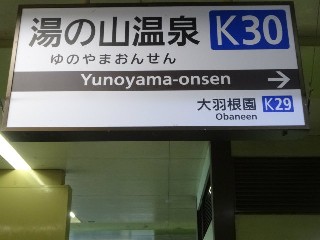 湯の山温泉 K30
ゆのやまおんせん
Yunoyama-onsen →
大羽根園 K29
Obaneen